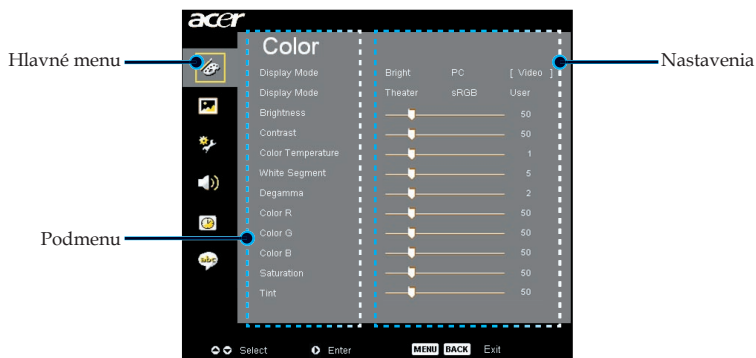 acer
Color
Hlavné menu
Nastavenia
Display Mode Bright PC [ Video ]
Display Mode Theater sRGB User
Brightness 50
Contrast 50
Color Temperature 1
White Segment 5
Degamma 2
Color R 50
Color G 50
Podmenu
Color B 50
Saturation 50
Tint 50
abc
Select Enter MENU BACK Exit